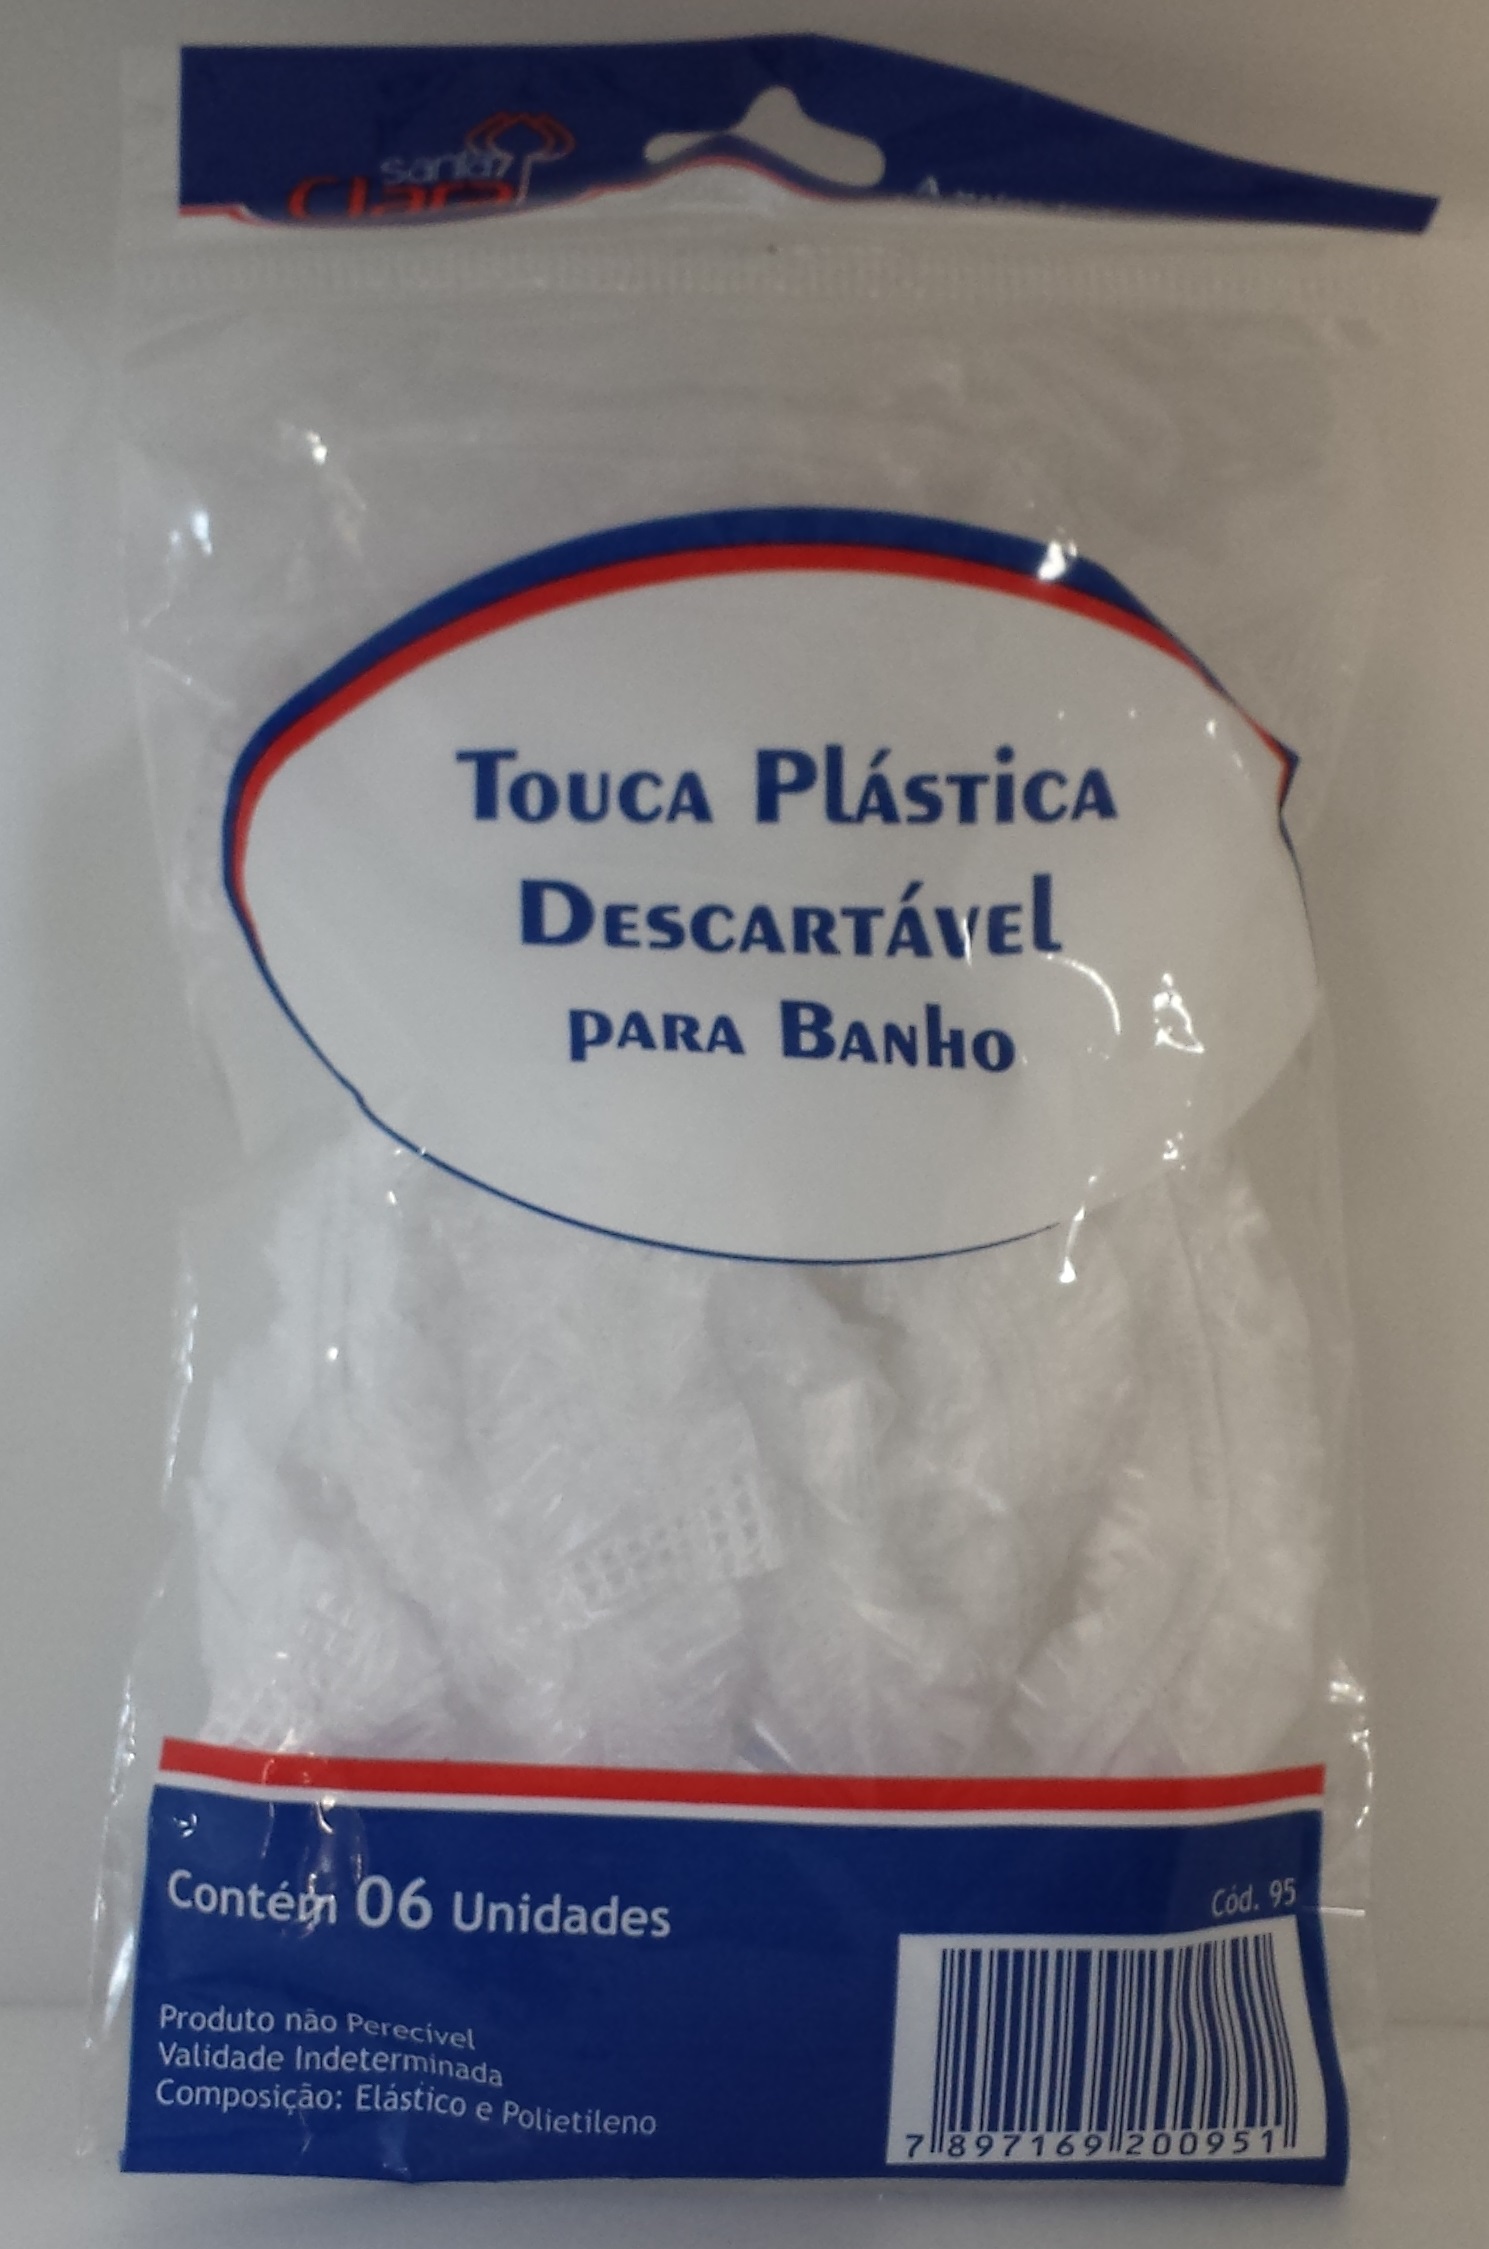 Santa
Clara
A
Touca Plástica
Descartável
para Banho
Contém 06 Unidades
Cód. 95
Produto não Perecível
Validade Indeterminada
Composição: Elástico e Polietileno
7 897169 200951